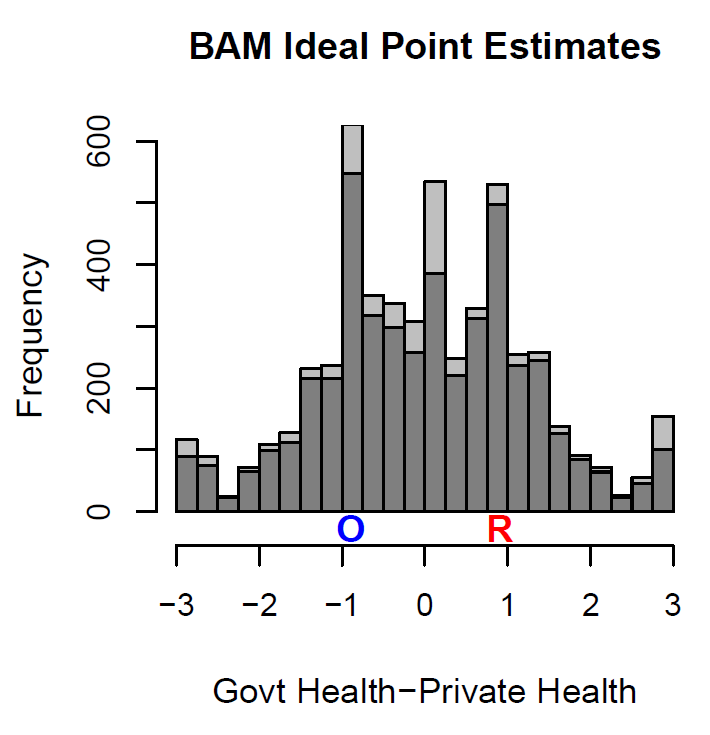 BAM Ideal Point Estimates
Frequency
600
400
200
0
O R
−3 −2 −1 0 1 2 3
Govt Health−Private Health